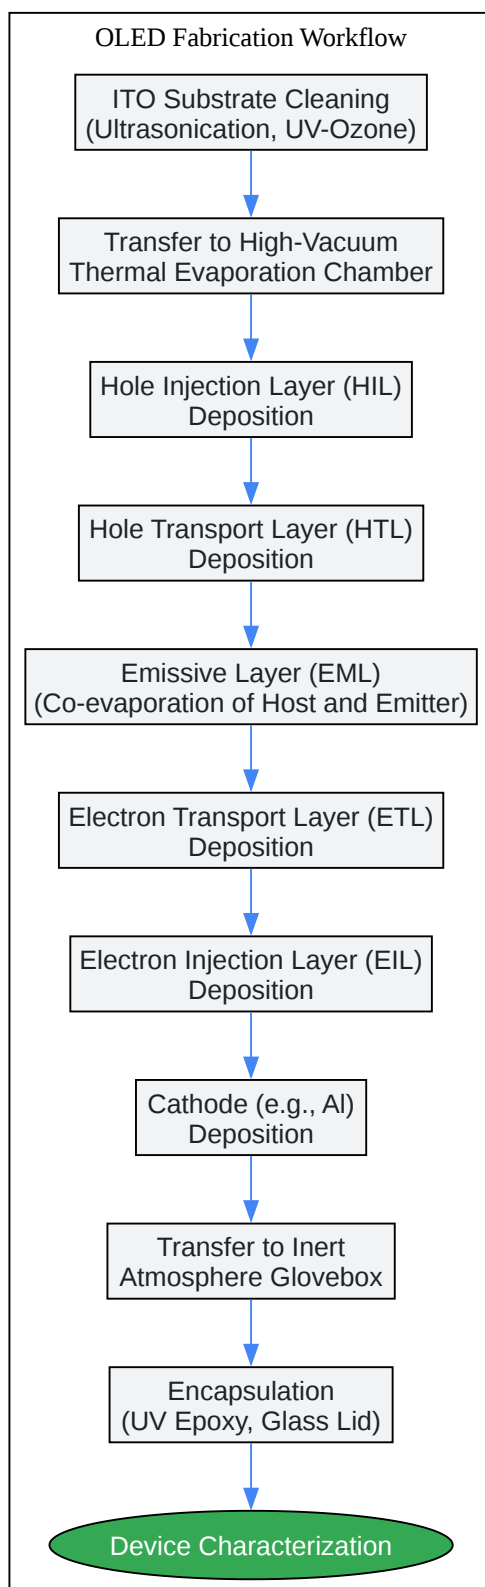 OLED Fabrication Workflow
ITO Substrate Cleaning
(Ultrasonication, UV-Ozone)
Transfer to High-Vacuum
Thermal Evaporation Chamber
Hole Injection Layer (HIL)
Deposition
Hole Transport Layer (HTL)
Deposition
Emissive Layer (EML)
(Co-evaporation of Host and Emitter)
Electron Transport Layer (ETL)
Deposition
Electron Injection Layer (EIL)
Deposition
Cathode (e.g., Al)
Deposition
Transfer to Inert
Atmosphere Glovebox
Encapsulation
(UV Epoxy, Glass Lid)
Device Characterization